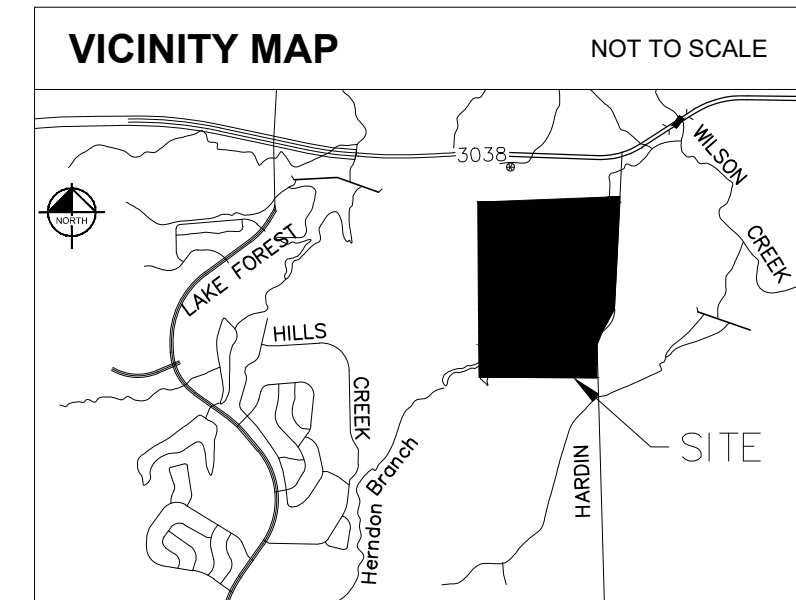 VICINITY MAP
NOT TO SCALE
3038
WILSON
CREEK
NORTH
LAKE FOREST
HILLS
CREEK
Herndon Branch
HARDIN
SITE